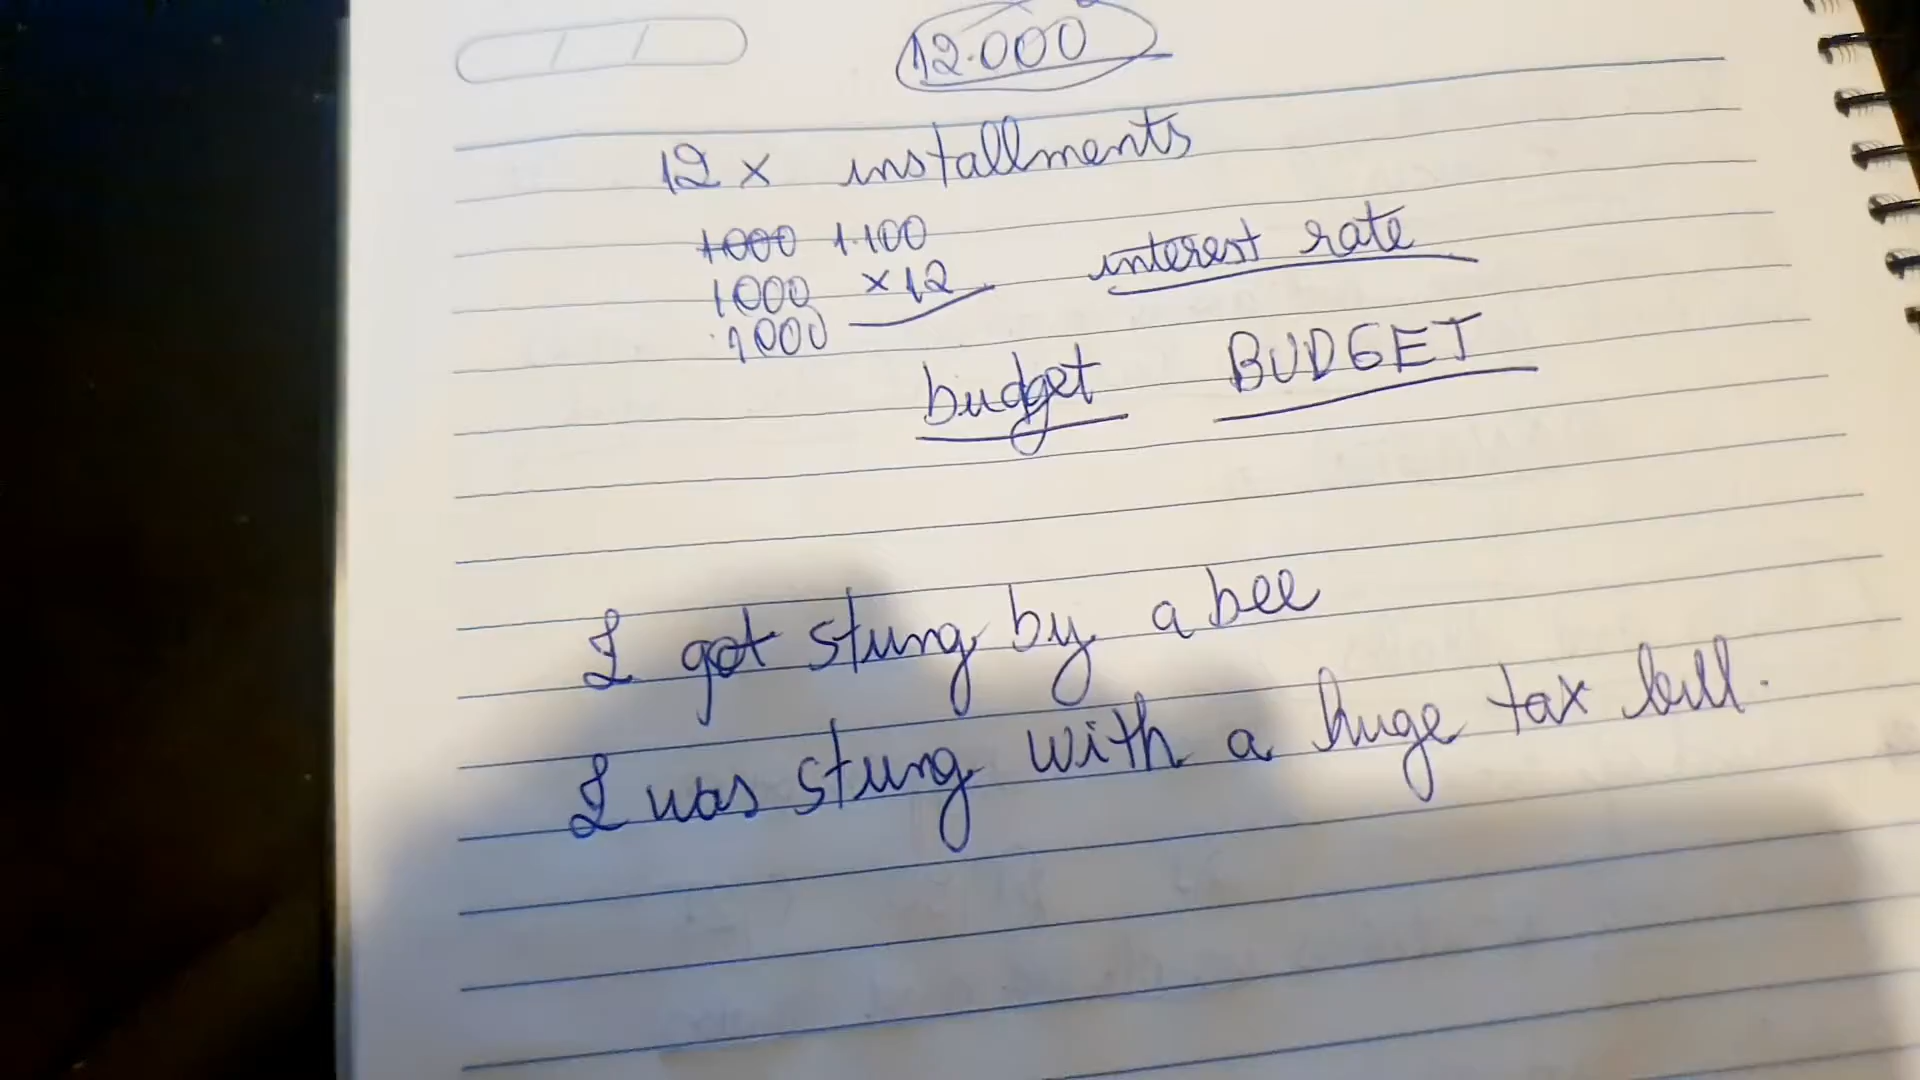 12.000
12 x installments
1000 1.100
interest rate
1000 x12
1000
budget BUDGET
I got stung by a bee
I was stung with a huge tax bill.